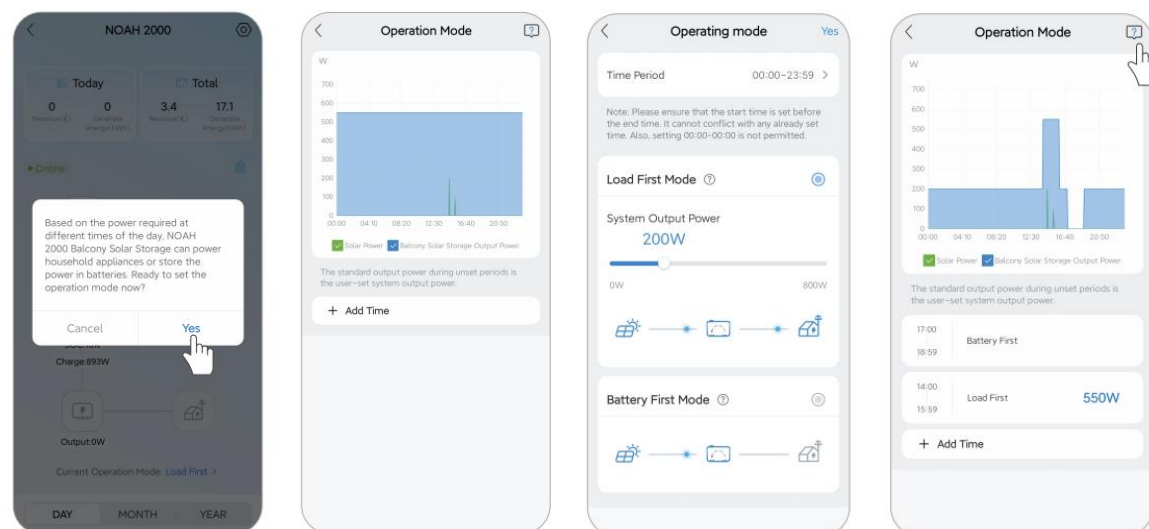 NOAH 2000
Today
Total
0
0
3.4
17.1
Revenue(€)
Generate
energy(kWh)
Revenue(€)
Generate
energy(kWh)
Online
Based on the power required at
different times of the day, NOAH
2000 Balcony Solar Storage can power
household appliances or store the
power in batteries. Ready to set the
operation mode now?
Cancel
Yes
Charge:893W
Output:0W
Current Operation Mode: Load First >
DAY
MONTH
YEAR
Operation Mode
W
700
600
500
400
300
200
100
0
00:00 04:10 08:20 12:30 16:40 20:50
Solar Power
Balcony Solar Storage Output Power
The standard output power during unset periods is
the user-set system output power.
+ Add Time
Operating mode
Yes
Time Period
00:00~23:59 >
Note: Please ensure that the start time is set before
the end time. It cannot conflict with any already set
time. Also, setting 00:00-00:00 is not permitted.
Load First Mode
System Output Power
200W
0W
800W
Battery First Mode
Operation Mode
W
700
600
500
400
300
200
100
0
00:00 04:10 08:20 12:30 16:40 20:50
Solar Power
Balcony Solar Storage Output Power
The standard output power during unset periods is
the user-set system output power.
17:00
18:59
Battery First
14:00
15:59
Load First
550W
+ Add Time